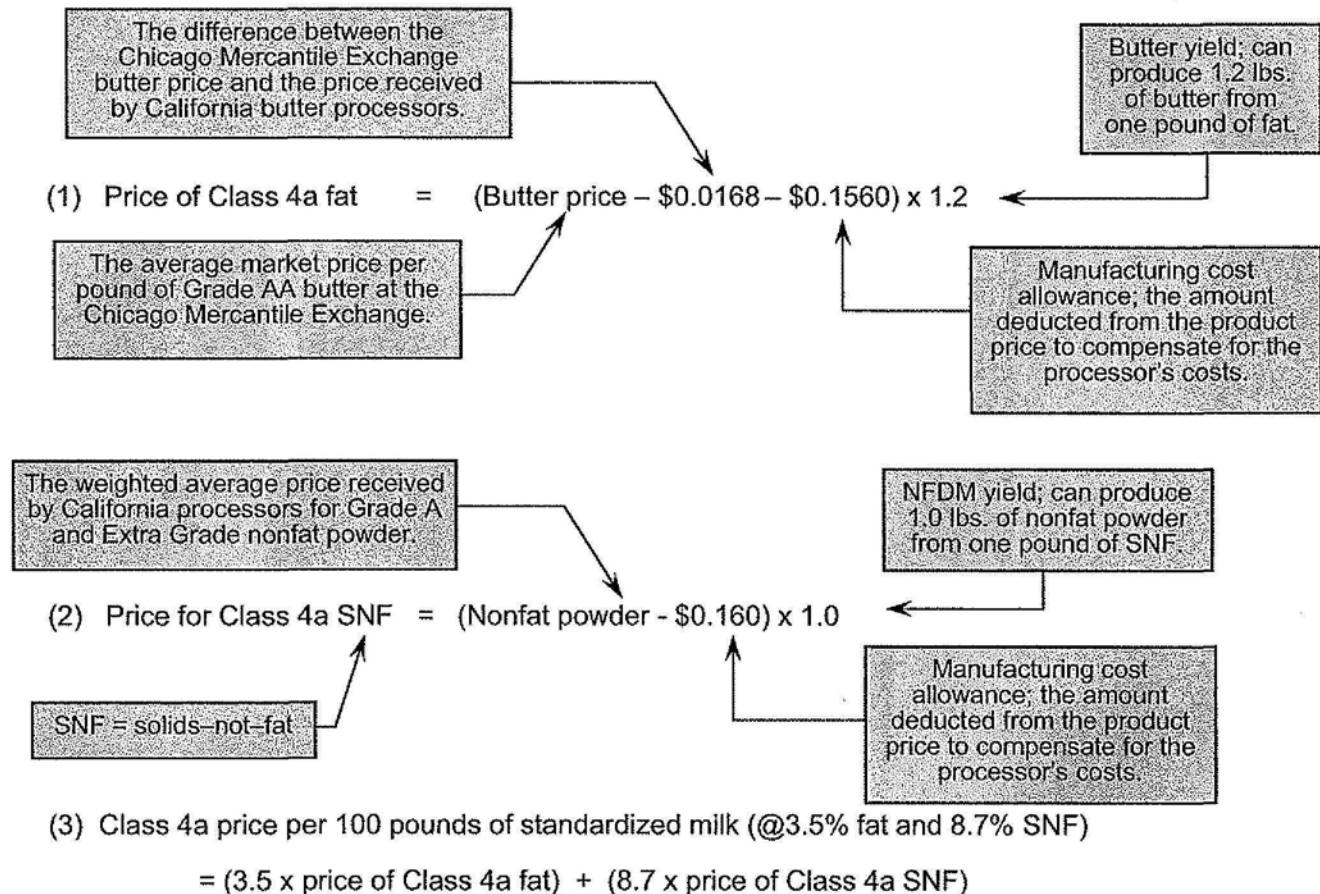 The difference between the
Chicago Mercantile Exchange
butter price and the price received
by California butter processors.
Butter yield; can
produce 1.2 lbs.
of butter from
one pound of fat.
(1) Price of Class 4a fat = (Butter price – $0.0168 – $0.1560) x 1.2
The average market price per
pound of Grade AA butter at the
Chicago Mercantile Exchange.
Manufacturing cost
allowance; the amount
deducted from the product
price to compensate for the
processor's costs.
The weighted average price received
by California processors for Grade A
and Extra Grade nonfat powder.
NFDM yield; can produce
1.0 lbs. of nonfat powder
from one pound of SNF.
(2) Price for Class 4a SNF = (Nonfat powder - $0.160) x 1.0
SNF = solids–not–fat
Manufacturing cost
allowance; the amount
deducted from the product
price to compensate for the
processor's costs.
(3) Class 4a price per 100 pounds of standardized milk (@3.5% fat and 8.7% SNF)
= (3.5 x price of Class 4a fat) + (8.7 x price of Class 4a SNF)